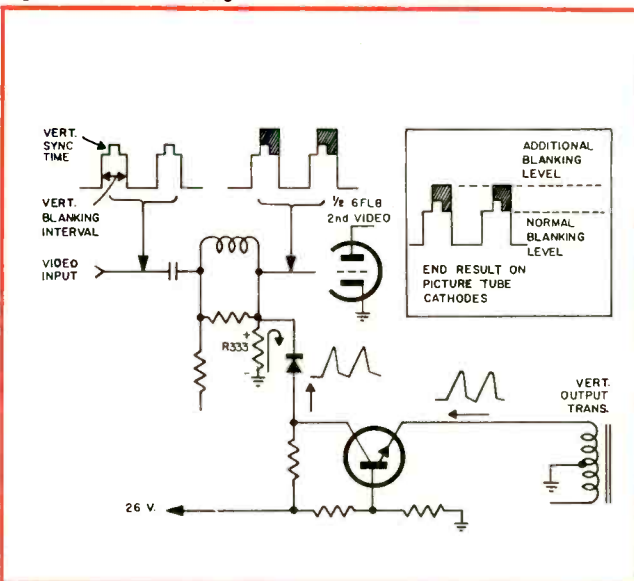 VERT.
SYNC
TIME
VERT.
BLANKING
INTERVAL
VIDEO
INPUT
1/2 6FL8
2nd VIDEO
R333
+
-
26 V.
VERT.
OUTPUT
TRANS.
ADDITIONAL
BLANKING
LEVEL
NORMAL
BLANKING
LEVEL
END RESULT ON
PICTURE TUBE
CATHODES